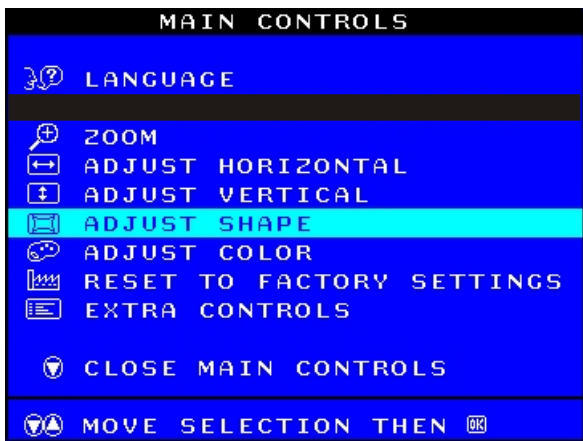 MAIN CONTROLS
LANGUAGE
ZOOM
ADJUST HORIZONTAL
ADJUST VERTICAL
ADJUST SHAPE
ADJUST COLOR
RESET TO FACTORY SETTINGS
EXTRA CONTROLS
CLOSE MAIN CONTROLS
MOVE SELECTION THEN OK